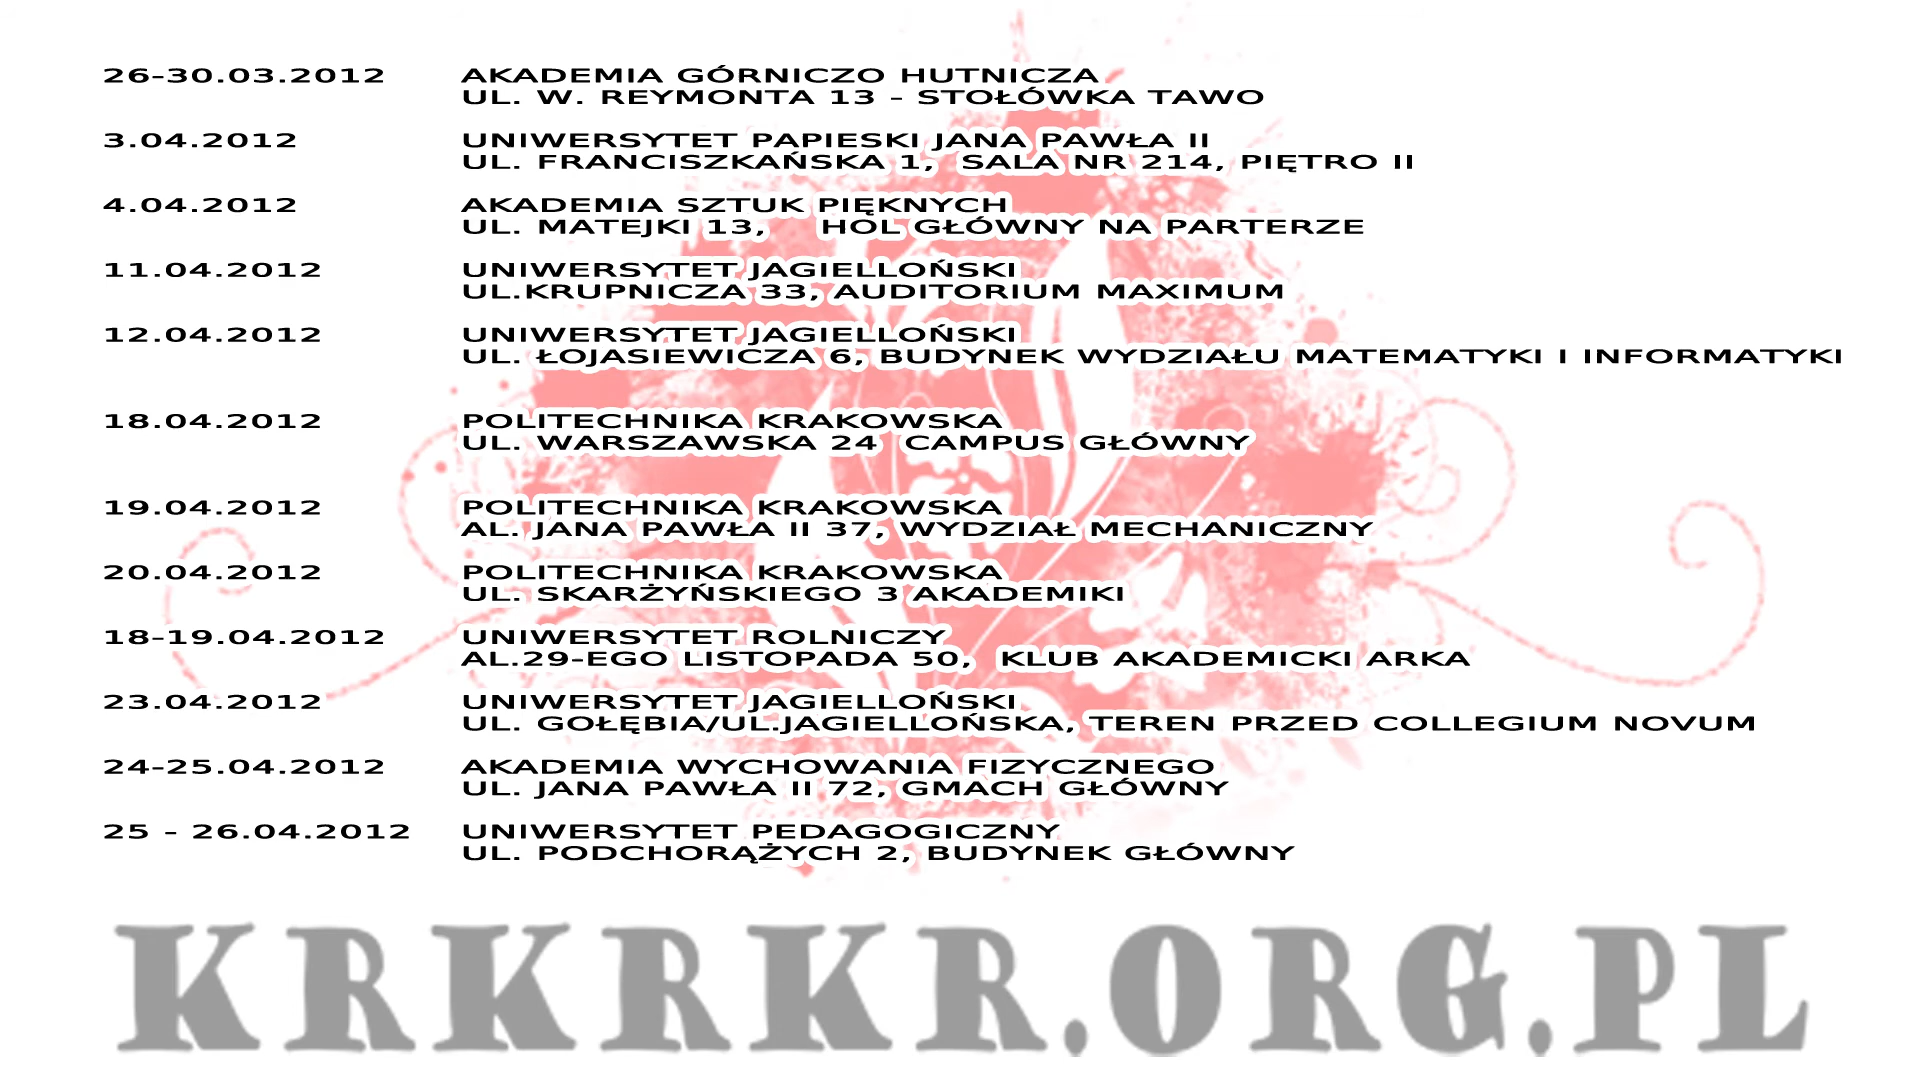 26-30.03.2012 AKADEMIA GÓRNICZO HUTNICZA
UL. W. REYMONTA 13 - STOŁÓWKA TAWO
3.04.2012 UNIWERSYTET PAPIESKI JANA PAWŁA II
UL. FRANCISZKAŃSKA 1, SALA NR 214, PIĘTRO II
4.04.2012 AKADEMIA SZTUK PIĘKNYCH
UL. MATEJKI 13, HOL GŁÓWNY NA PARTERZE
11.04.2012 UNIWERSYTET JAGIELLOŃSKI
UL.KRUPNICZA 33, AUDITORIUM MAXIMUM
12.04.2012 UNIWERSYTET JAGIELLOŃSKI
UL. ŁOJASIEWICZA 6, BUDYNEK WYDZIAŁU MATEMATYKI I INFORMATYKI
18.04.2012 POLITECHNIKA KRAKOWSKA
UL. WARSZAWSKA 24 CAMPUS GŁÓWNY
19.04.2012 POLITECHNIKA KRAKOWSKA
AL. JANA PAWŁA II 37, WYDZIAŁ MECHANICZNY
20.04.2012 POLITECHNIKA KRAKOWSKA
UL. SKARŻYŃSKIEGO 3 AKADEMIKI
18-19.04.2012 UNIWERSYTET ROLNICZY
AL.29-EGO LISTOPADA 50, KLUB AKADEMICKI ARKA
23.04.2012 UNIWERSYTET JAGIELLOŃSKI
UL. GOŁĘBIA/UL.JAGIELLOŃSKA, TEREN PRZED COLLEGIUM NOVUM
24-25.04.2012 AKADEMIA WYCHOWANIA FIZYCZNEGO
UL. JANA PAWŁA II 72, GMACH GŁÓWNY
25 - 26.04.2012 UNIWERSYTET PEDAGOGICZNY
UL. PODCHORĄŻYCH 2, BUDYNEK GŁÓWNY
KRKRKR.ORG.PL